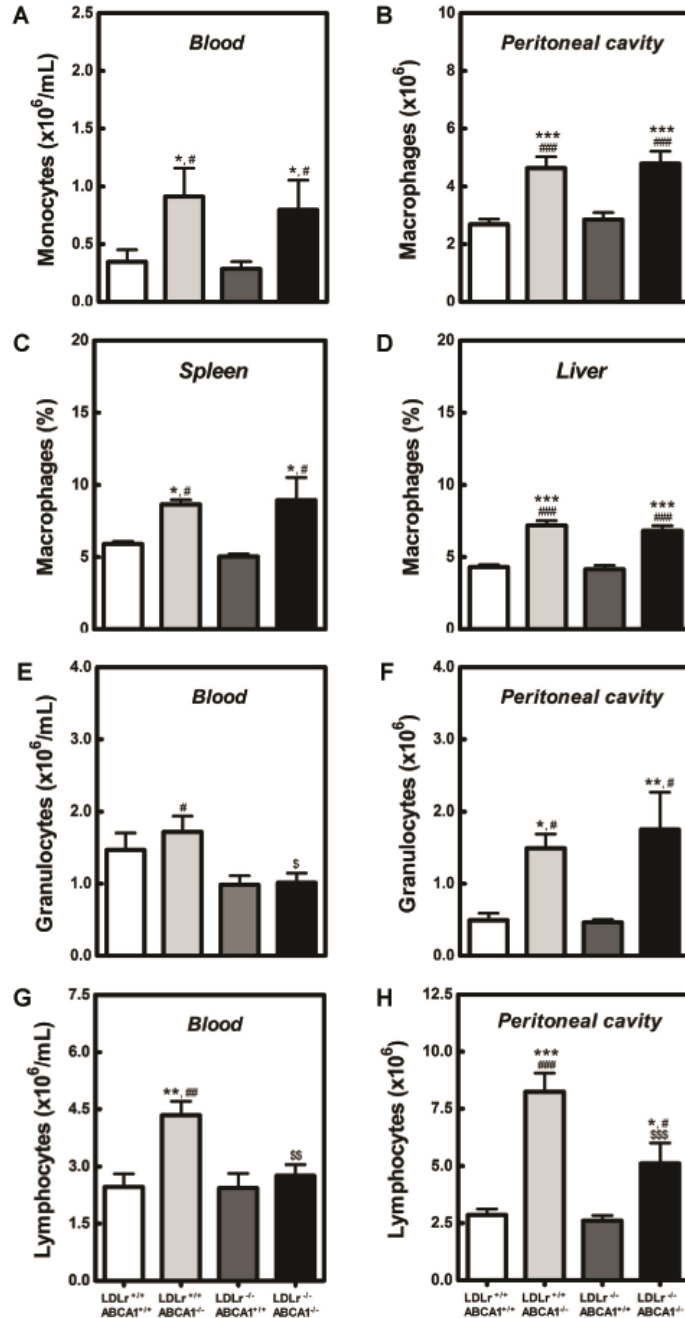 A
Blood
Monocytes (x10⁶/mL)
2.5
2.0
1.5
1.0
0.5
0.0
*,#
*,#
B
Peritoneal cavity
Macrophages (x10⁶)
10
8
6
4
2
0
***
###
***
###
C
Spleen
Macrophages (%)
20
15
10
5
0
*,#
*,#
D
Liver
Macrophages (%)
20
15
10
5
0
***
###
***
###
E
Blood
Granulocytes (x10⁶/mL)
4.0
3.0
2.0
1.0
0.0
#
$
F
Peritoneal cavity
Granulocytes (x10⁶)
4.0
3.0
2.0
1.0
0.0
*,#
**,#
G
Blood
Lymphocytes (x10⁶/mL)
7.5
6.0
4.5
3.0
1.5
0.0
**,##
$$
LDLr⁺/⁺
ABCA1⁺/⁺
LDLr⁺/⁺
ABCA1⁻/⁻
LDLr⁻/⁻
ABCA1⁺/⁺
LDLr⁻/⁻
ABCA1⁻/⁻
H
Peritoneal cavity
Lymphocytes (x10⁶)
12.5
10.0
7.5
5.0
2.5
0.0
***
###
*,#
$$$
LDLr⁺/⁺
ABCA1⁺/⁺
LDLr⁺/⁺
ABCA1⁻/⁻
LDLr⁻/⁻
ABCA1⁺/⁺
LDLr⁻/⁻
ABCA1⁻/⁻